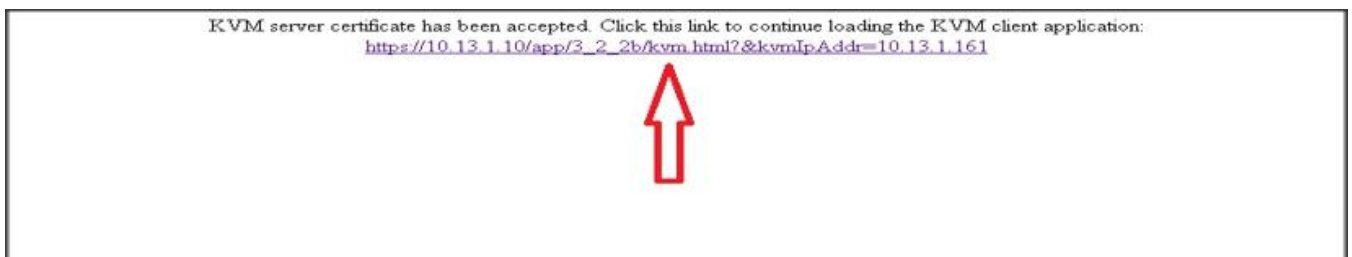 KVM server certificate has been accepted. Click this link to continue loading the KVM client application:
https://10.13.1.10/app/3_2_2b/kvm.html?&kvmIpAddr=10.13.1.161